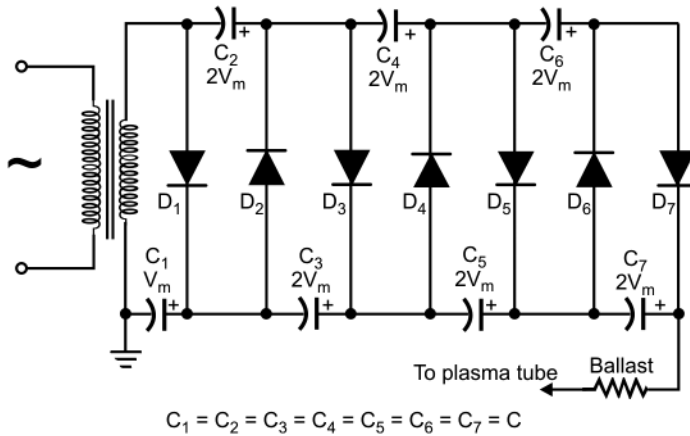 C2
2Vm
C4
2Vm
C6
2Vm
~
D1
D2
D3
D4
D5
D6
D7
C1
Vm
C3
2Vm
C5
2Vm
C7
2Vm
+
+
+
+
+
+
+
To plasma tube
Ballast
C1 = C2 = C3 = C4 = C5 = C6 = C7 = C